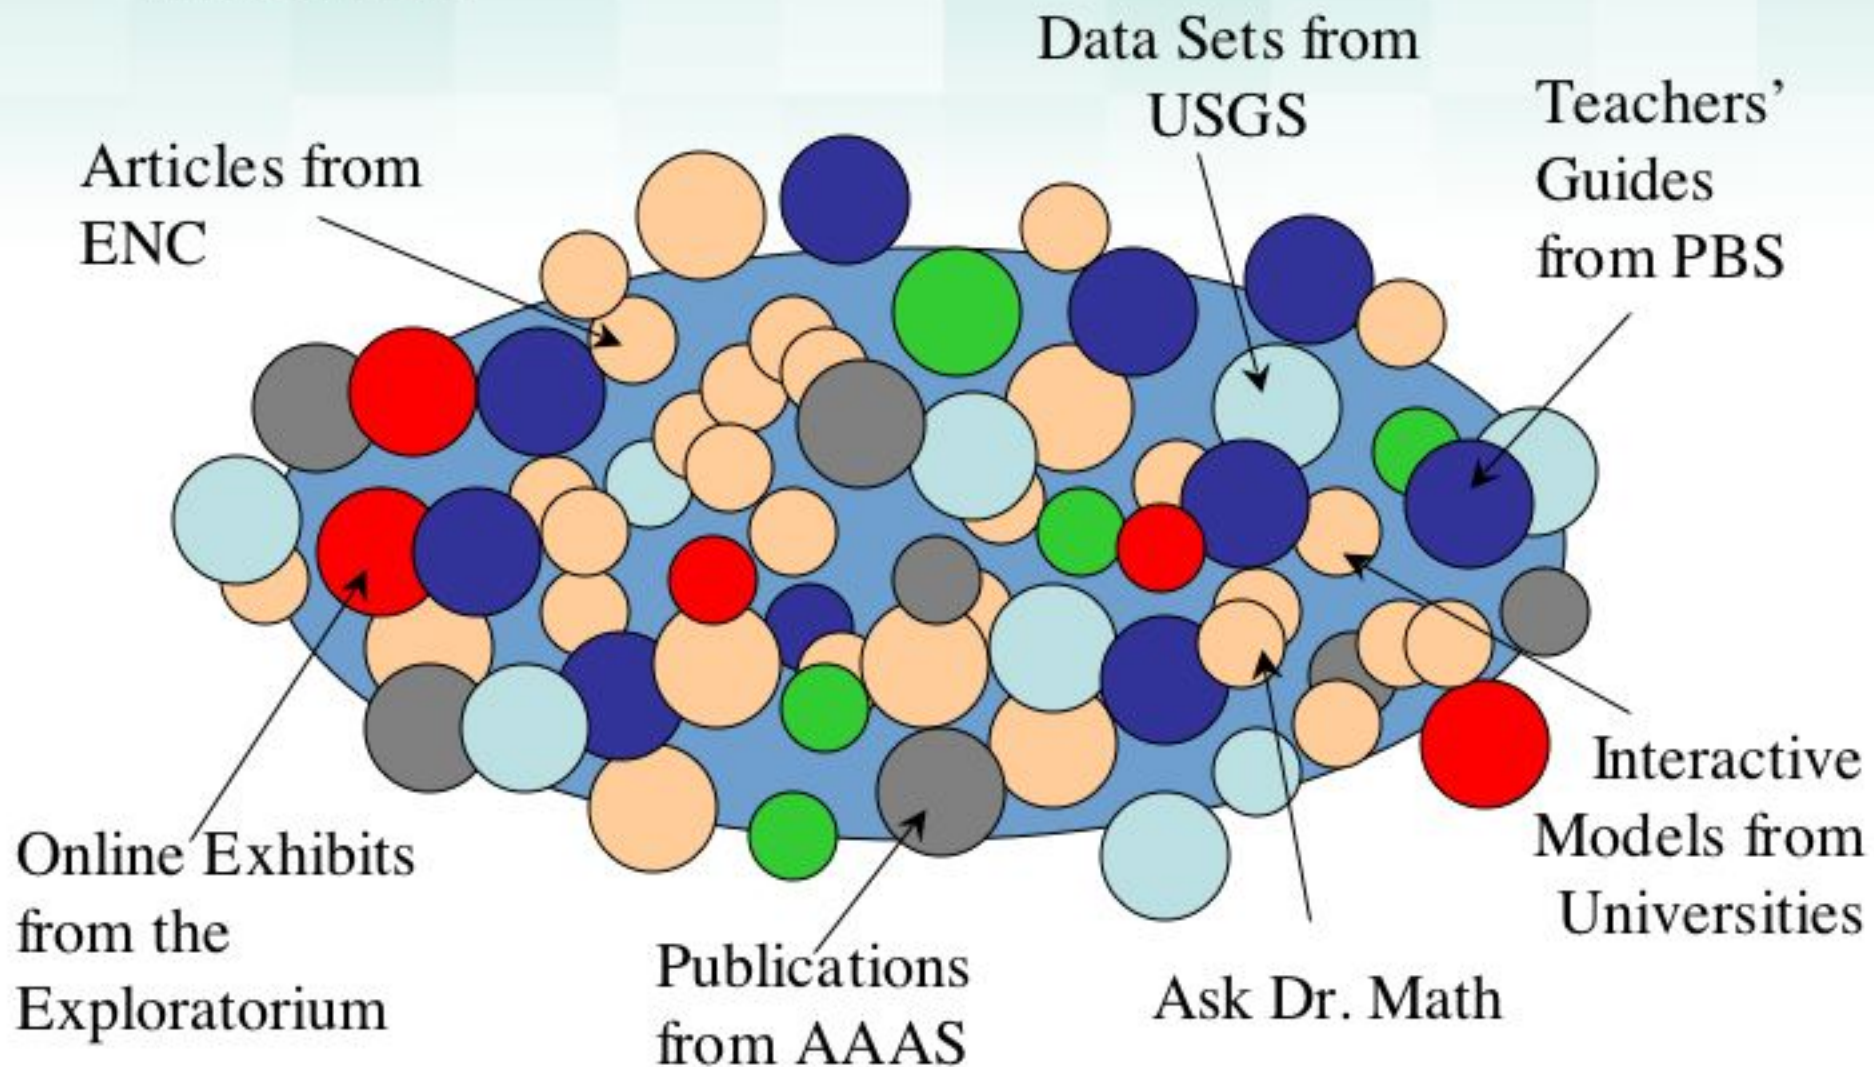 Data Sets from
USGS
Teachers’
Guides
from PBS
Articles from
ENC
Interactive
Models from
Universities
Online Exhibits
from the
Exploratorium
Publications
from AAAS
Ask Dr. Math